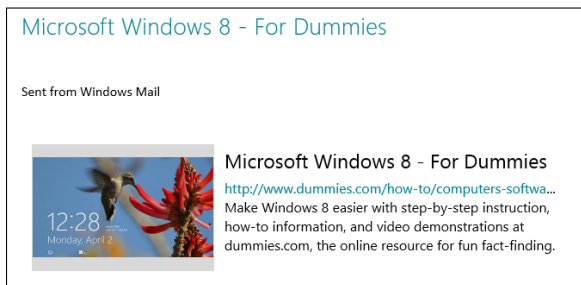 Microsoft Windows 8 - For Dummies
Sent from Windows Mail
12:28
Monday, April 2
Microsoft Windows 8 - For Dummies
http://www.dummies.com/how-to/computers-softwa...
Make Windows 8 easier with step-by-step instruction,
how-to information, and video demonstrations at
dummies.com, the online resource for fun fact-finding.